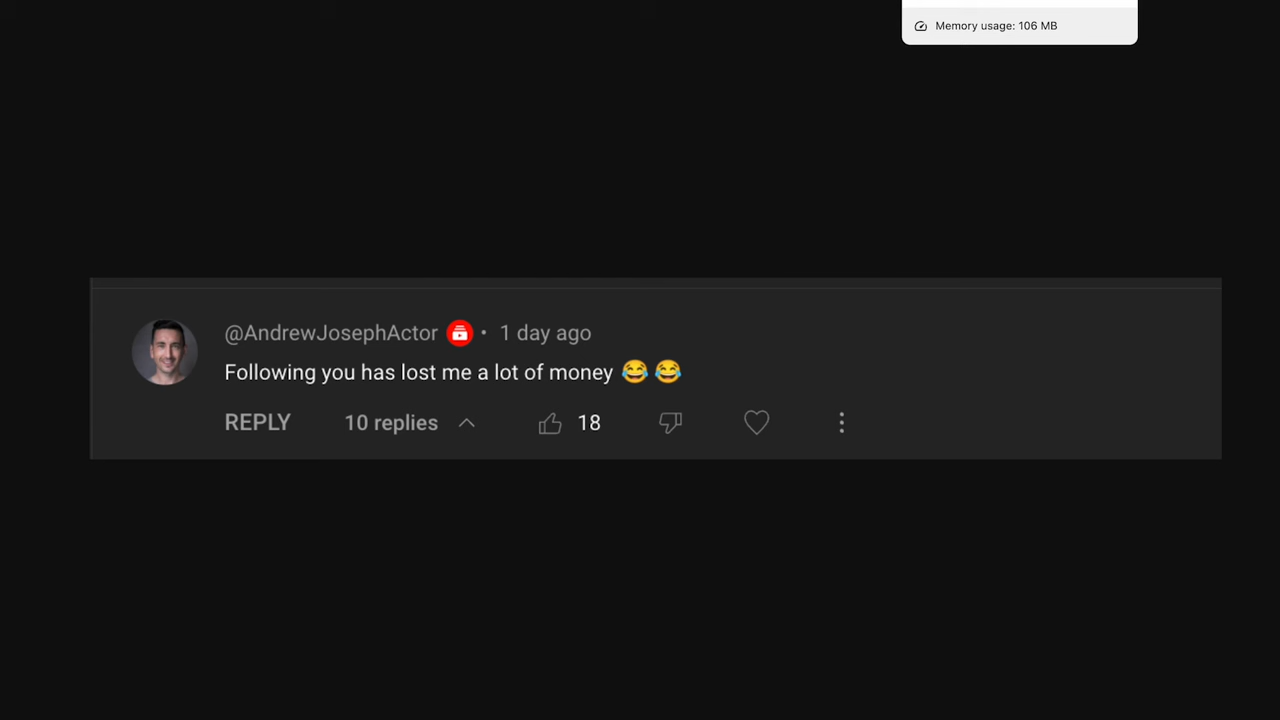 Memory usage: 106 MB
@AndrewJosephActor • 1 day ago
Following you has lost me a lot of money 😂 😂
REPLY 10 replies 18